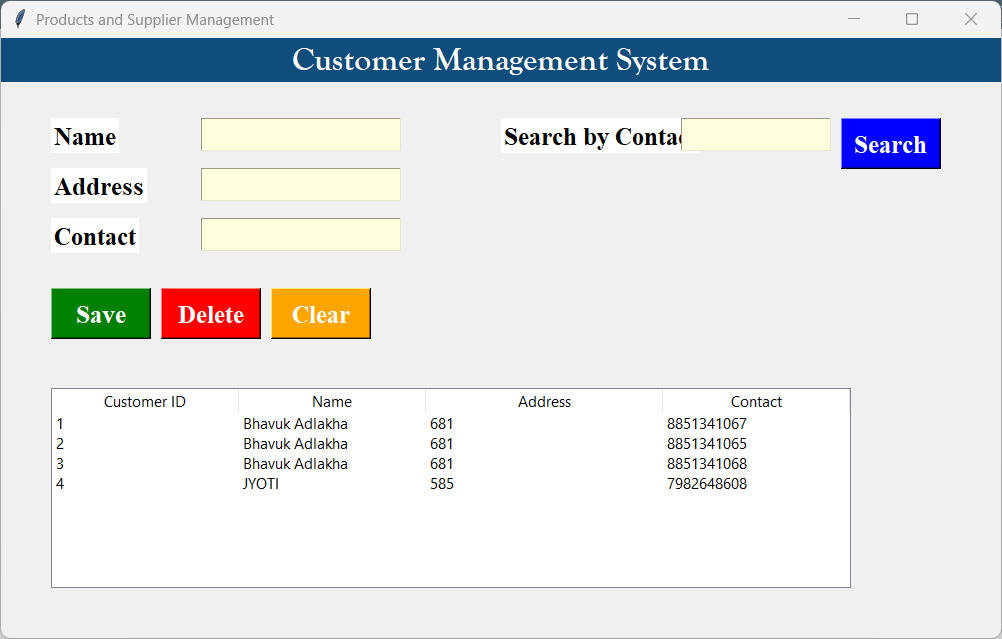 Products and Supplier Management
Customer Management System
Name
Search by Contac
Search
Address
Contact
Save Delete Clear
Customer ID Name Address Contact
1 Bhavuk Adlakha 681 8851341067
2 Bhavuk Adlakha 681 8851341065
3 Bhavuk Adlakha 681 8851341068
4 JYOTI 585 7982648608